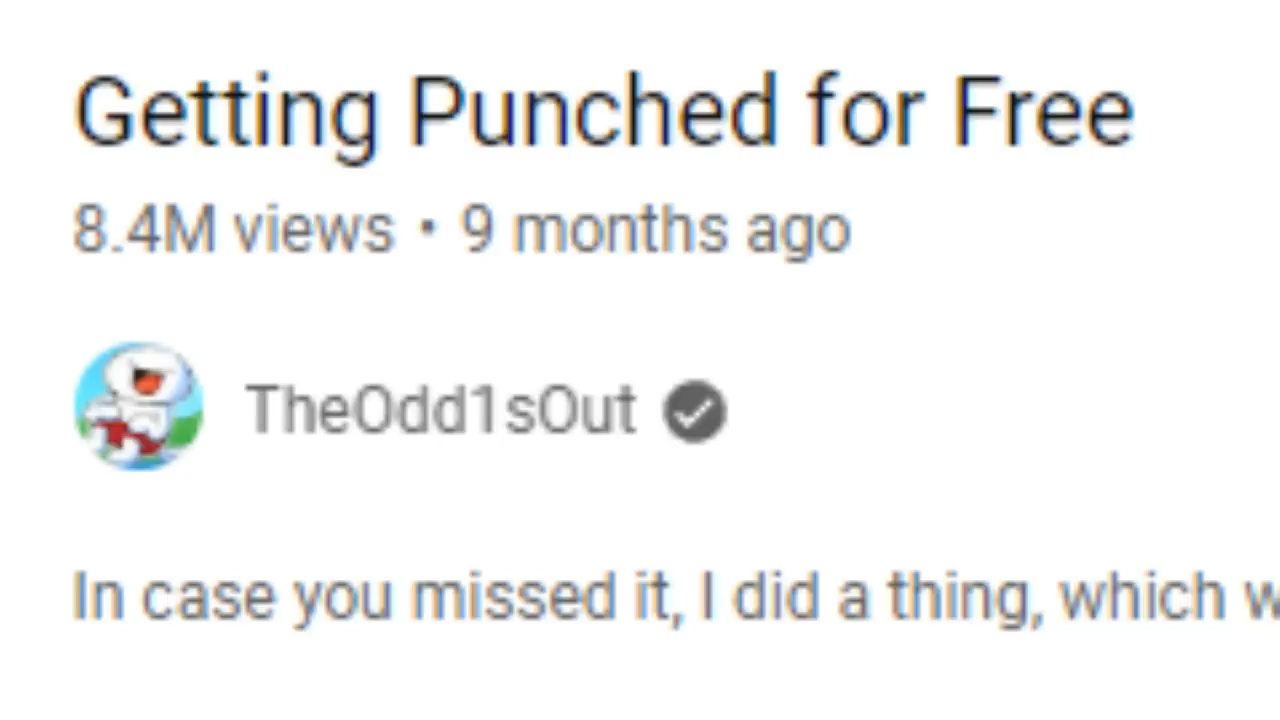 Getting Punched for Free
8.4M views • 9 months ago
TheOdd1sOut
In case you missed it, I did a thing, which w